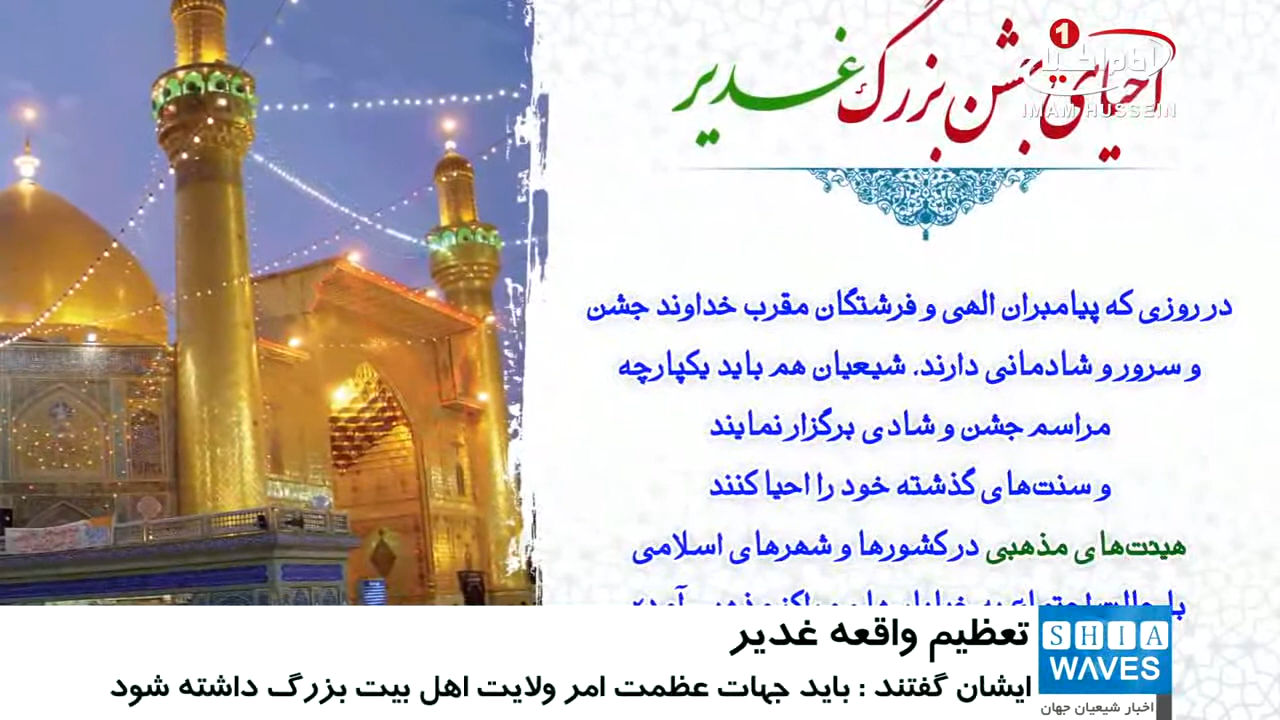 احیای جشن بزرگ غدیر
1
IMAM HUSSEIN
در روزی که پیامبران الهی و فرشتگان مقرب خداوند جشن
و سرور و شادمانی دارند. شیعیان هم باید یکپارچه
مراسم جشن و شادی برگزار نمایند
و سنت‌های گذشته خود را احیا کنند
هیئت‌های مذهبی در کشورها و شهرهای اسلامی
تعظیم واقعه غدیر
ایشان گفتند : باید جهات عظمت امر ولایت اهل بیت بزرگ داشته شود
SHIA
WAVES
اخبار شیعیان جهان